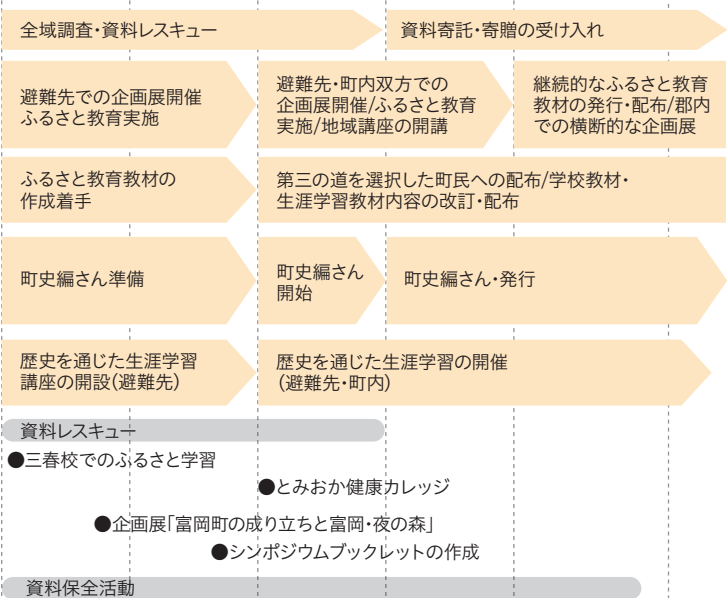 全域調査・資料レスキュー
資料寄託・寄贈の受け入れ
避難先での企画展開催
ふるさと教育実施
避難先・町内双方での
企画展開催/ふるさと教育
実施/地域講座の開講
継続的なふるさと教育
教材の発行・配布/郡内
での横断的な企画展
ふるさと教育教材の
作成着手
第三の道を選択した町民への配布/学校教材・
生涯学習教材内容の改訂・配布
町史編さん準備
町史編さん
開始
町史編さん・発行
歴史を通じた生涯学習
講座の開設(避難先)
歴史を通じた生涯学習の開催
(避難先・町内)
資料レスキュー
●三春校でのふるさと学習
●とみおか健康カレッジ
●企画展「富岡町の成り立ちと富岡・夜の森」
●シンポジウムブックレットの作成
資料保全活動